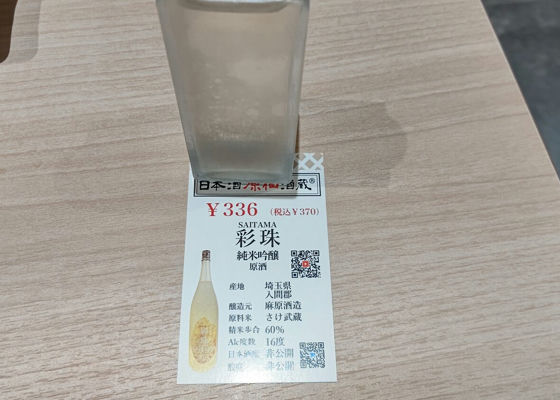 日本酒原価酒蔵®
￥336 (税込￥370)
SAITAMA
彩珠
純米吟醸
原酒
産地 埼玉県
入間郡
醸造元 麻原酒造
原料米 さけ武蔵
精米歩合 60%
Alc度数 16度
日本酒度 非公開
酸度 非公開